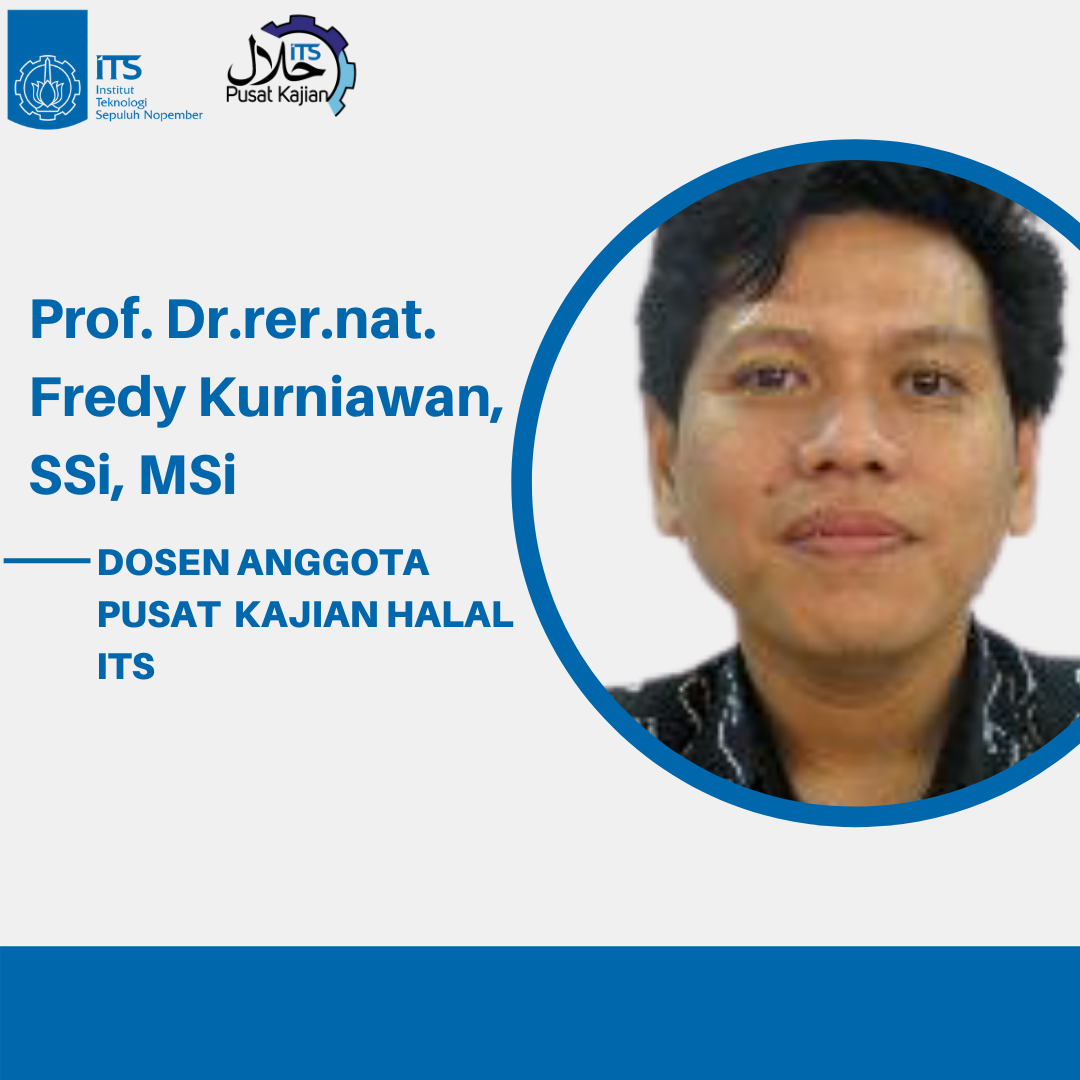 ITS
Institut
Teknologi
Sepuluh Nopember
حلال
ITS
Pusat Kajian
Prof. Dr.rer.nat.
Fredy Kurniawan,
SSi, MSi
DOSEN ANGGOTA
PUSAT KAJIAN HALAL
ITS